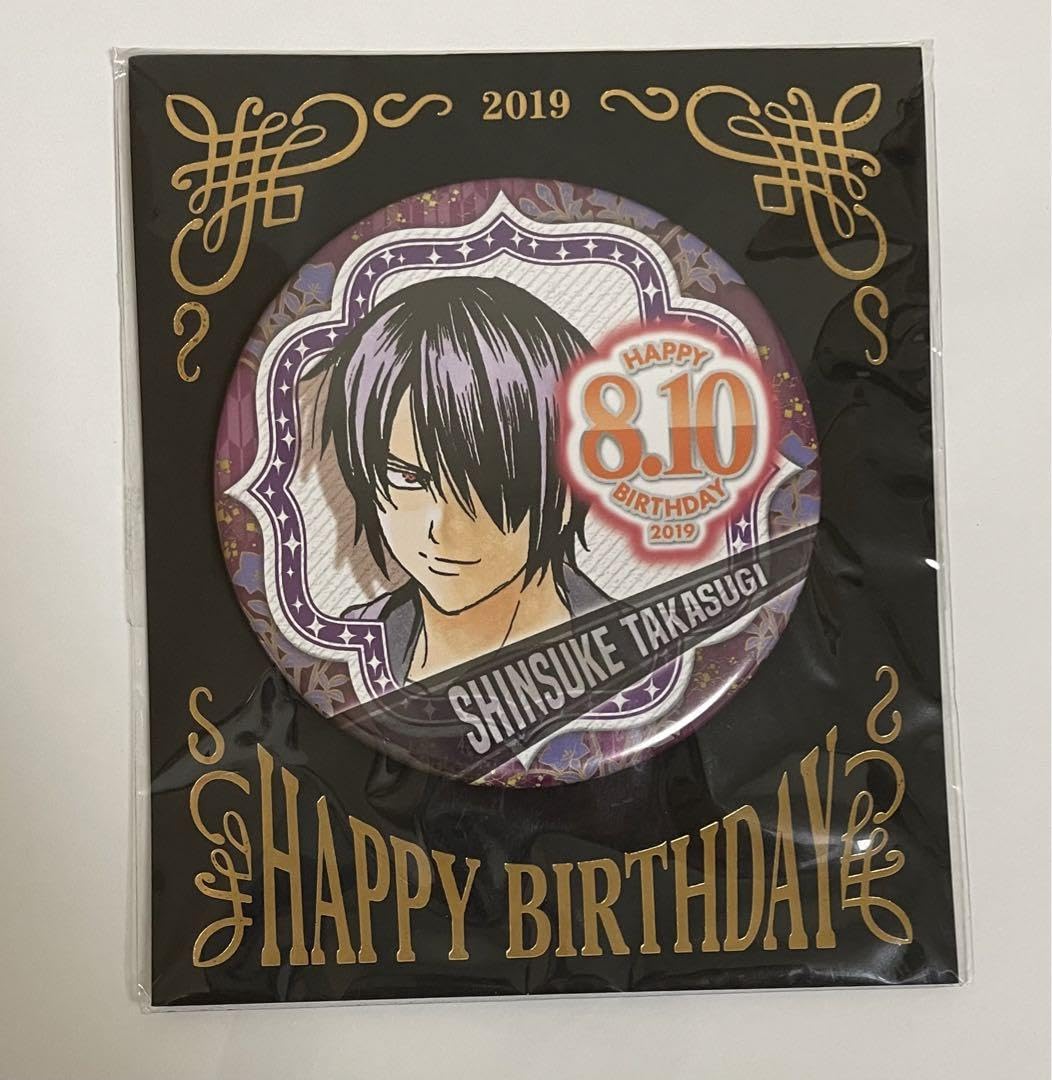 2019
HAPPY
8.10
BIRTHDAY
2019
SHINSUKE TAKASUGI
HAPPY BIRTHDAY